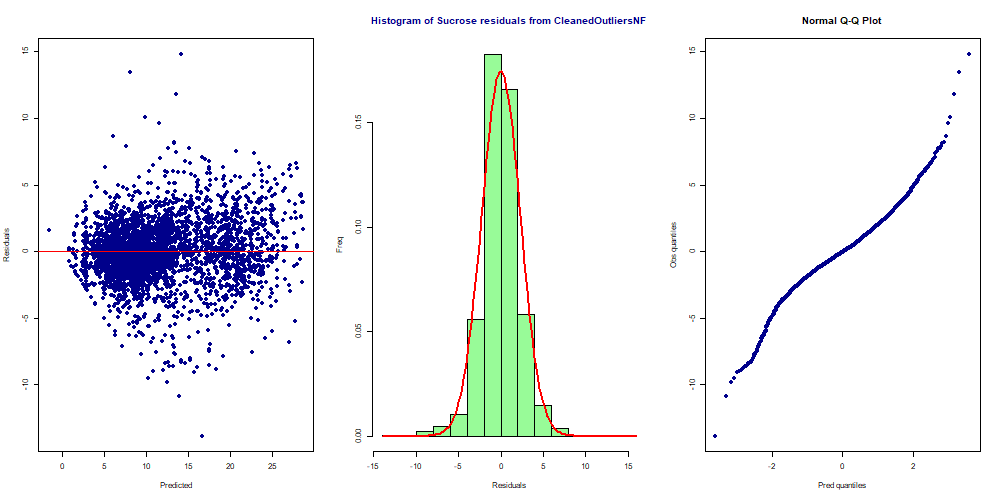 Histogram of Sucrose residuals from CleanedOutliersNF
Normal Q-Q Plot
Residuals
15
10
5
0
-5
-10
0 5 10 15 20 25
Predicted
Freq
0.15
0.10
0.05
0.00
-15 -10 -5 0 5 10 15
Residuals
Obs quantiles
15
10
5
0
-5
-10
-2 0 2
Pred quantiles